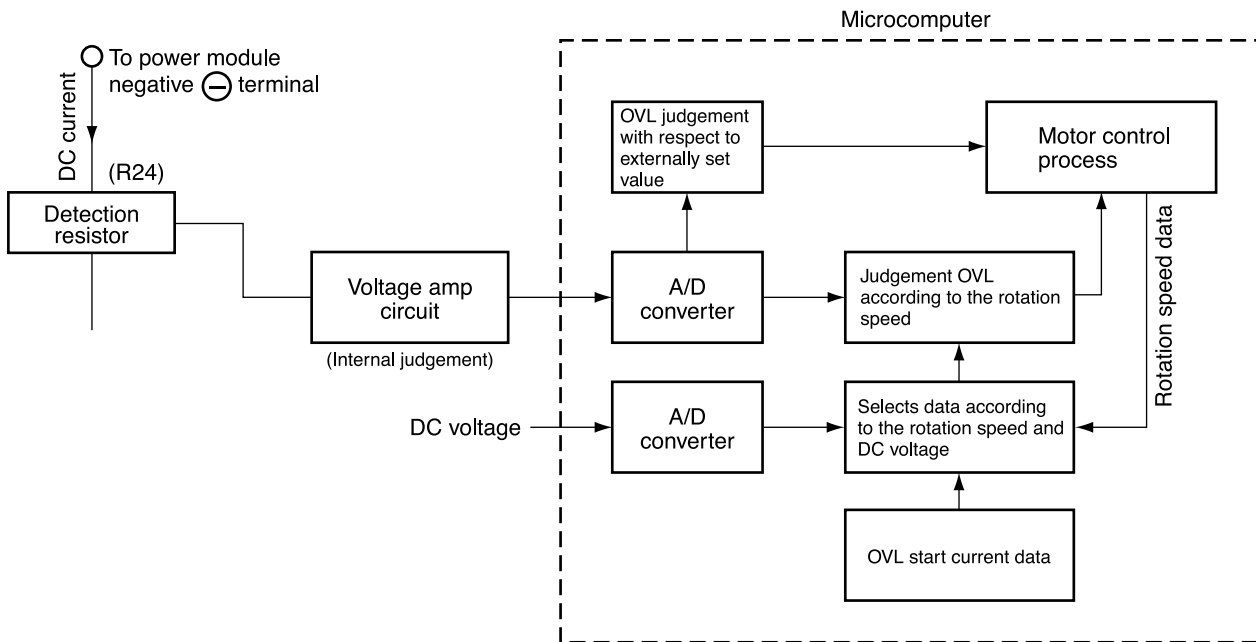 Microcomputer
To power module
negative ⊖ terminal
DC current
(R24)
Detection
resistor
Voltage amp
circuit
(Internal judgement)
OVL judgement
with respect to
externally set
value
Motor control
process
A/D
converter
Judgement OVL
according to the rotation
speed
Rotation speed data
DC voltage
A/D
converter
Selects data according
to the rotation speed and
DC voltage
OVL start current data